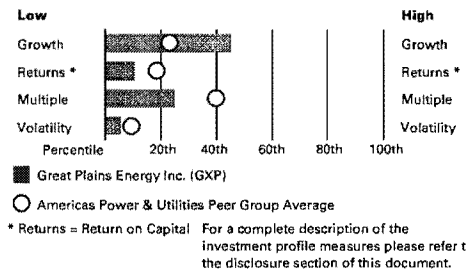 Low High
Growth Growth
Returns * Returns *
Multiple Multiple
Volatility Volatility
Percentile 20th 40th 60th 80th 100th
Great Plains Energy Inc. (GXP)
Americas Power & Utilities Peer Group Average
* Returns = Return on Capital For a complete description of the
investment profile measures please refer t
the disclosure section of this document.